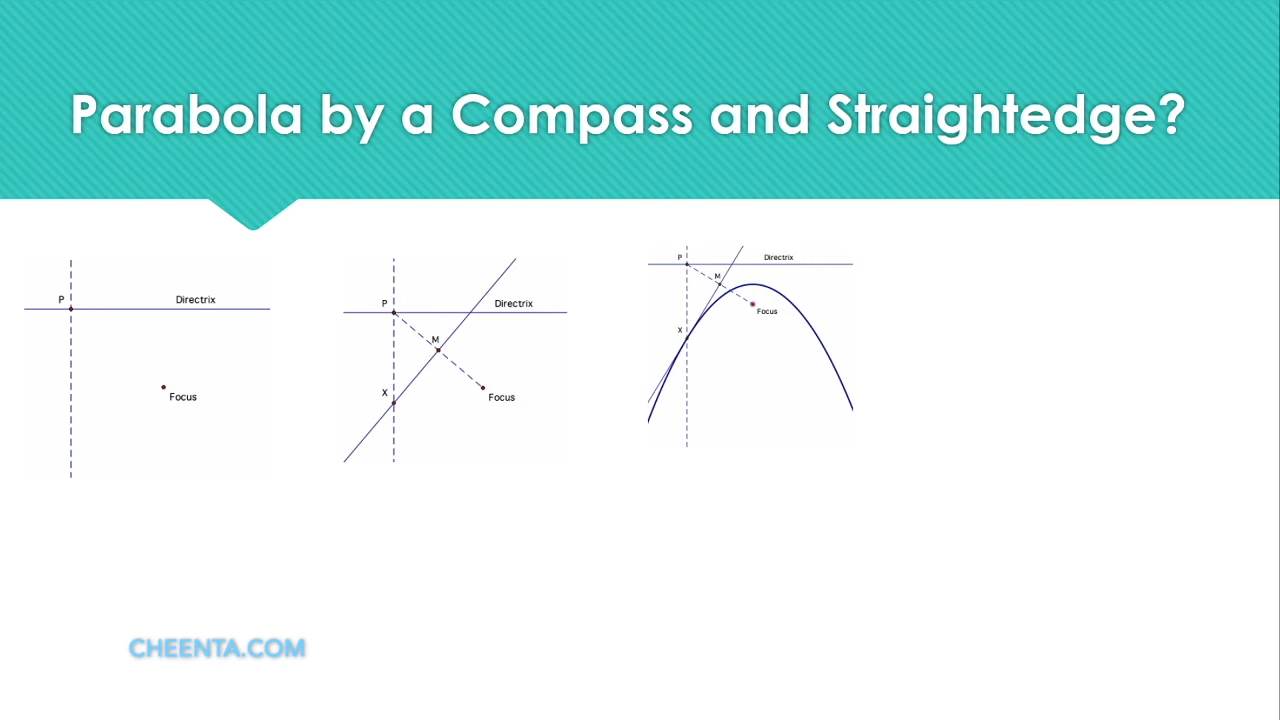 Parabola by a Compass and Straightedge?
P
Directrix
Focus
P
Directrix
M
X
Focus
P
Directrix
M
Focus
X
CHEENTA.COM